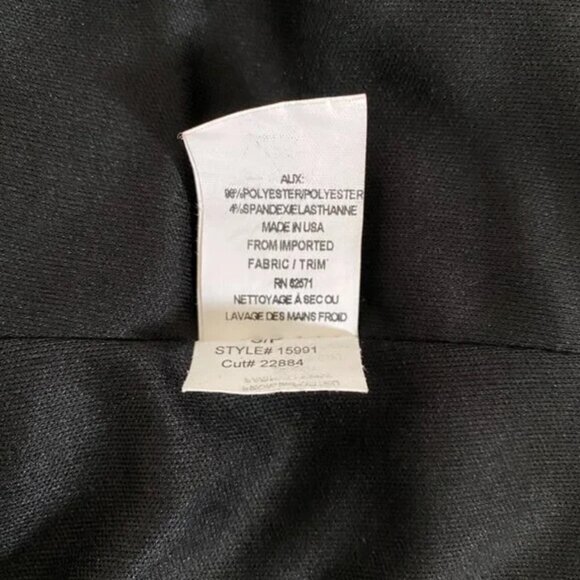 ALIX:
96%POLYESTER/POLYESTER
4%SPANDEX/ELASTHANNE
MADE IN USA
FROM IMPORTED
FABRIC / TRIM
RN 82571
NETTOYAGE À SEC OU
LAVAGE DES MAINS FROID
S/P
STYLE# 15991
Cut# 22884